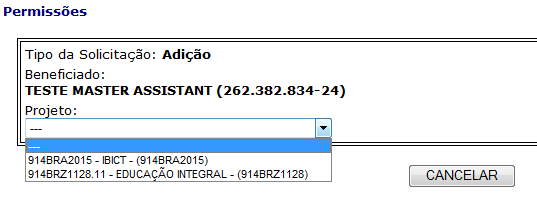 Permissões
Tipo da Solicitação: Adição
Beneficiado:
TESTE MASTER ASSISTANT (262.382.834-24)
Projeto:
---
---
914BRA2015 - IBICT - (914BRA2015)
914BRZ1128.11 - EDUCAÇÃO INTEGRAL - (914BRZ1128)
CANCELAR